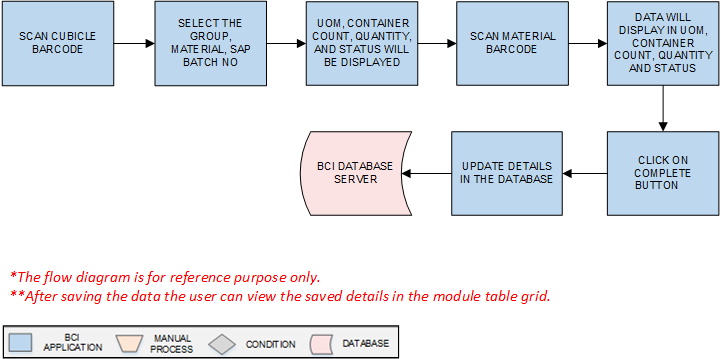 SCAN CUBICLE
BARCODE
SELECT THE
GROUP,
MATERIAL, SAP
BATCH NO
UOM, CONTAINER
COUNT, QUANTITY,
AND STATUS WILL
BE DISPLAYED
SCAN MATERIAL
BARCODE
DATA WILL
DISPLAY IN UOM,
CONTAINER
COUNT, QUANTITY
AND STATUS
BCI DATABASE
SERVER
UPDATE DETAILS
IN THE DATABASE
CLICK ON
COMPLETE
BUTTON
*The flow diagram is for reference purpose only.
**After saving the data the user can view the saved details in the module table grid.
BCI
APPLICATION
MANUAL
PROCESS
CONDITION
DATABASE